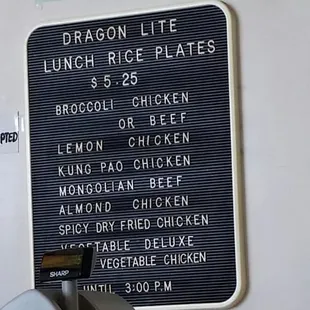 DRAGON LITE
LUNCH RICE PLATES
$5.25
BROCCOLI CHICKEN
OR BEEF
LEMON CHICKEN
KUNG PAO CHICKEN
MONGOLIAN BEEF
ALMOND CHICKEN
SPICY DRY FRIED CHICKEN
VEGETABLE DELUXE
VEGETABLE CHICKEN
UNTIL 3:00 P.M
PTED
SHARP